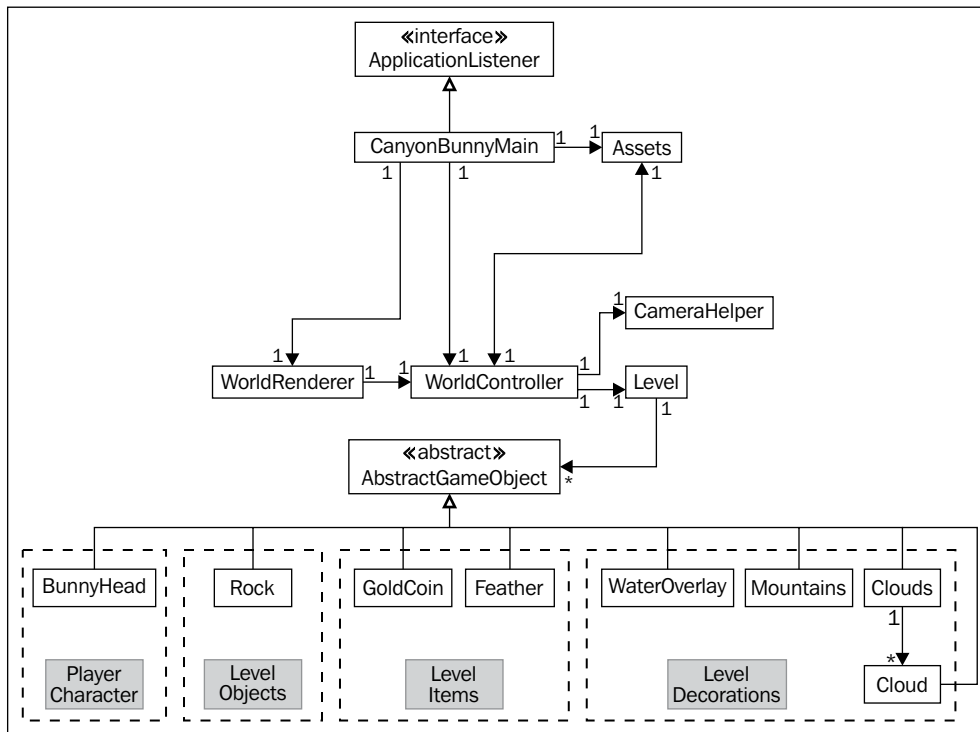 «interface»
ApplicationListener
CanyonBunnyMain
1
1
Assets
1
1
1
CameraHelper
1
1
1
1
1
WorldRenderer
1
1
WorldController
1
1
Level
1
«abstract»
AbstractGameObject
*
BunnyHead
Rock
GoldCoin
Feather
WaterOverlay
Mountains
Clouds
1
*
Cloud
Player
Character
Level
Objects
Level
Items
Level
Decorations